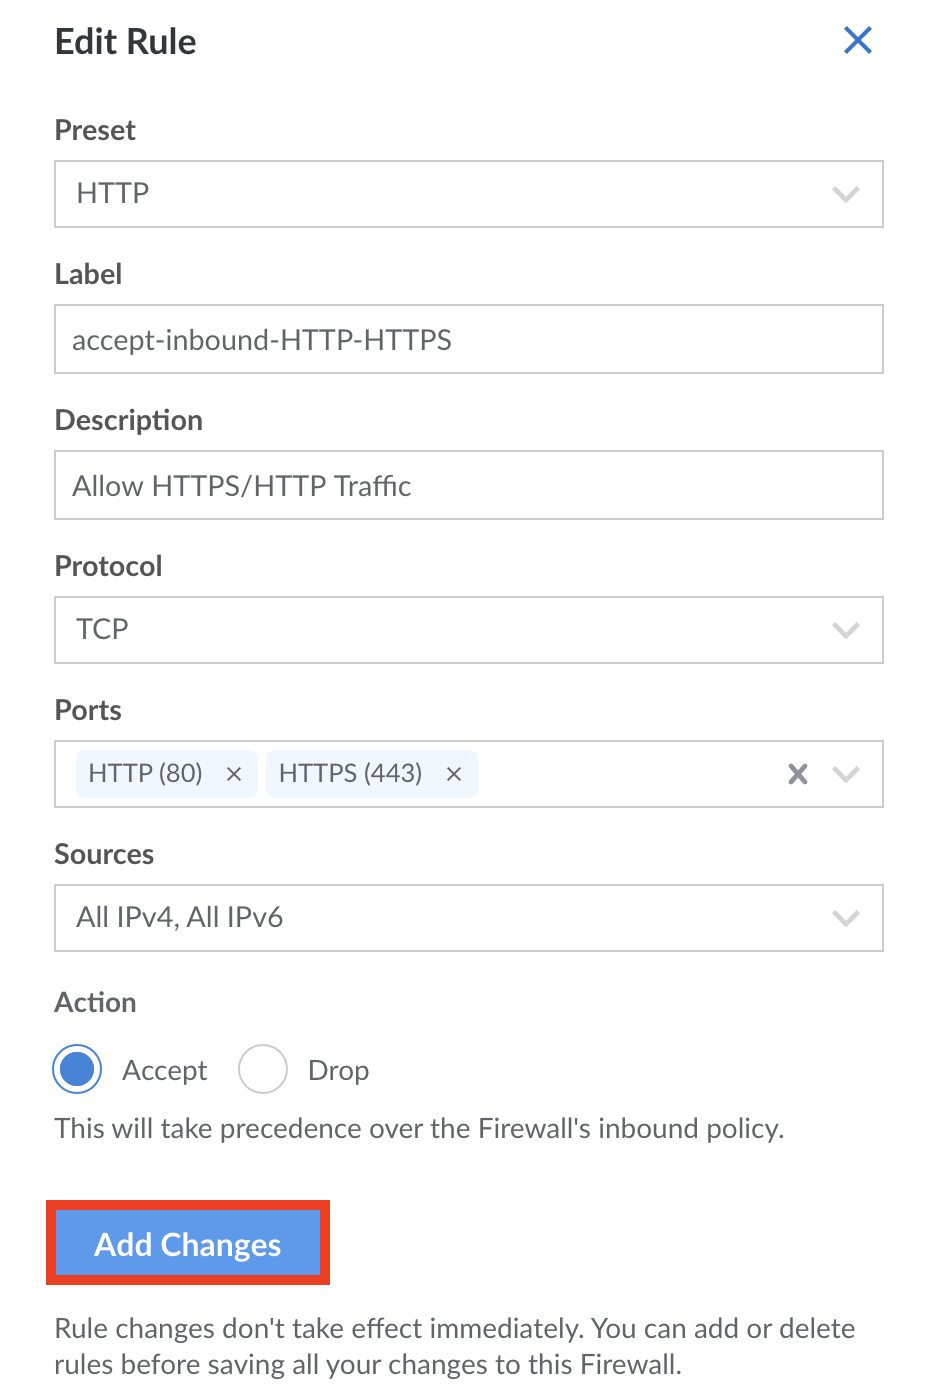 Edit Rule
Preset
HTTP
Label
accept-inbound-HTTP-HTTPS
Description
Allow HTTPS/HTTP Traffic
Protocol
TCP
Ports
HTTP (80) × HTTPS (443) ×
Sources
All IPv4, All IPv6
Action
Accept Drop
This will take precedence over the Firewall's inbound policy.
Add Changes
Rule changes don't take effect immediately. You can add or delete
rules before saving all your changes to this Firewall.